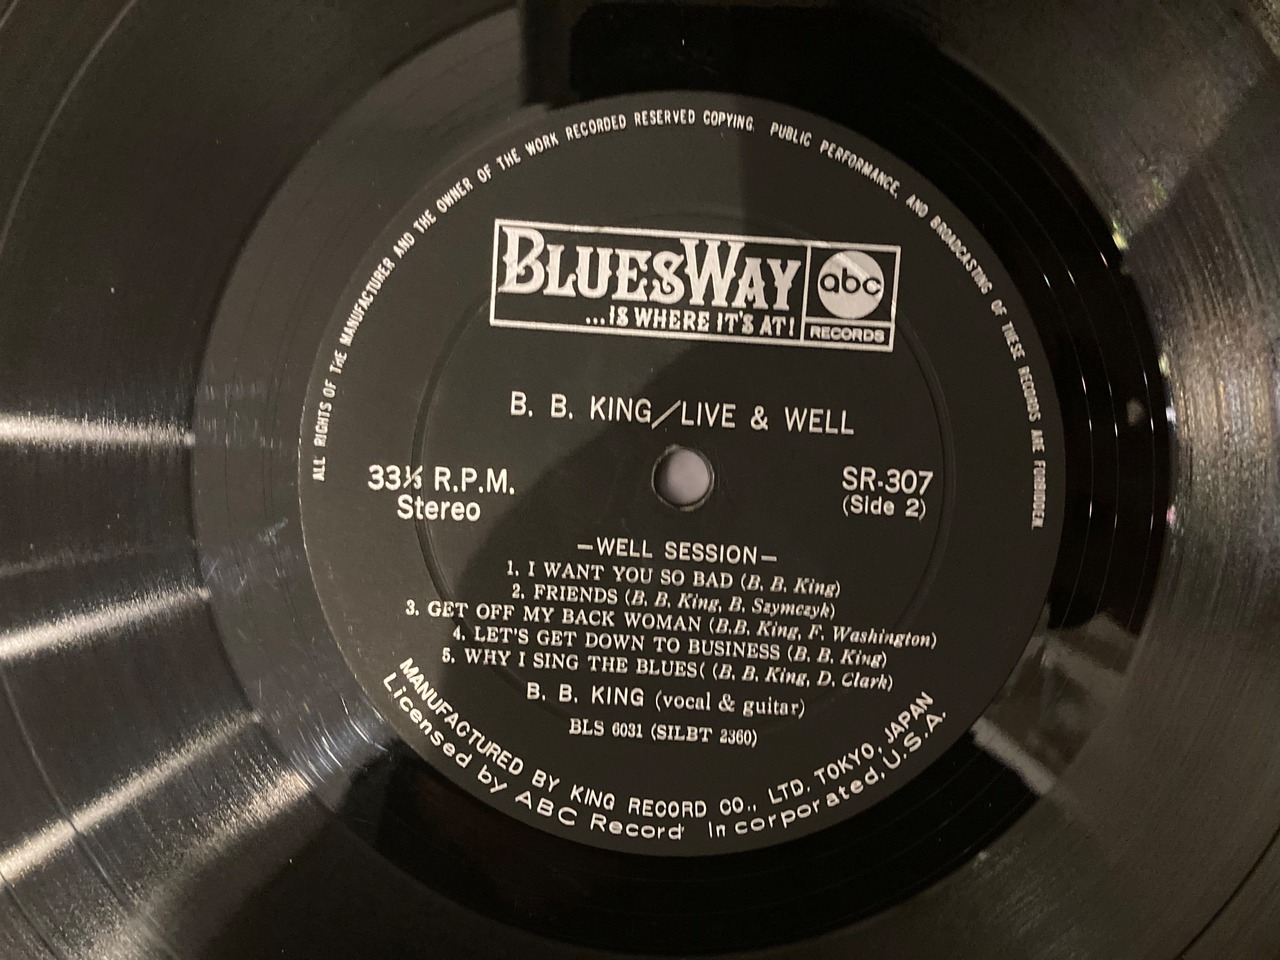 ALL RIGHTS OF THE MANUFACTURER AND THE OWNER OF THE WORK RECORDED RESERVED COPYING. PUBLIC PERFORMANCE, AND BROADCASTING OF THESE RECORDS ARE FORBIDDEN.
BLUESWAY
...IS WHERE IT'S AT!
abc
RECORDS
B. B. KING/LIVE & WELL
33⅓ R.P.M.
Stereo
SR-307
(Side 2)
—WELL SESSION—
1. I WANT YOU SO BAD (B. B. King)
2. FRIENDS (B. B. King, B. Szymczyk)
3. GET OFF MY BACK WOMAN (B.B. King, F. Washington)
4. LET'S GET DOWN TO BUSINESS (B. B. King)
5. WHY I SING THE BLUES( (B. B. King, D. Clark)
B. B. KING (vocal & guitar)
BLS 6031 (SILBT 2360)
MANUFACTURED BY KING RECORD CO., LTD. TOKYO, JAPAN
Licensed by ABC Record Incorporated, U.S.A.